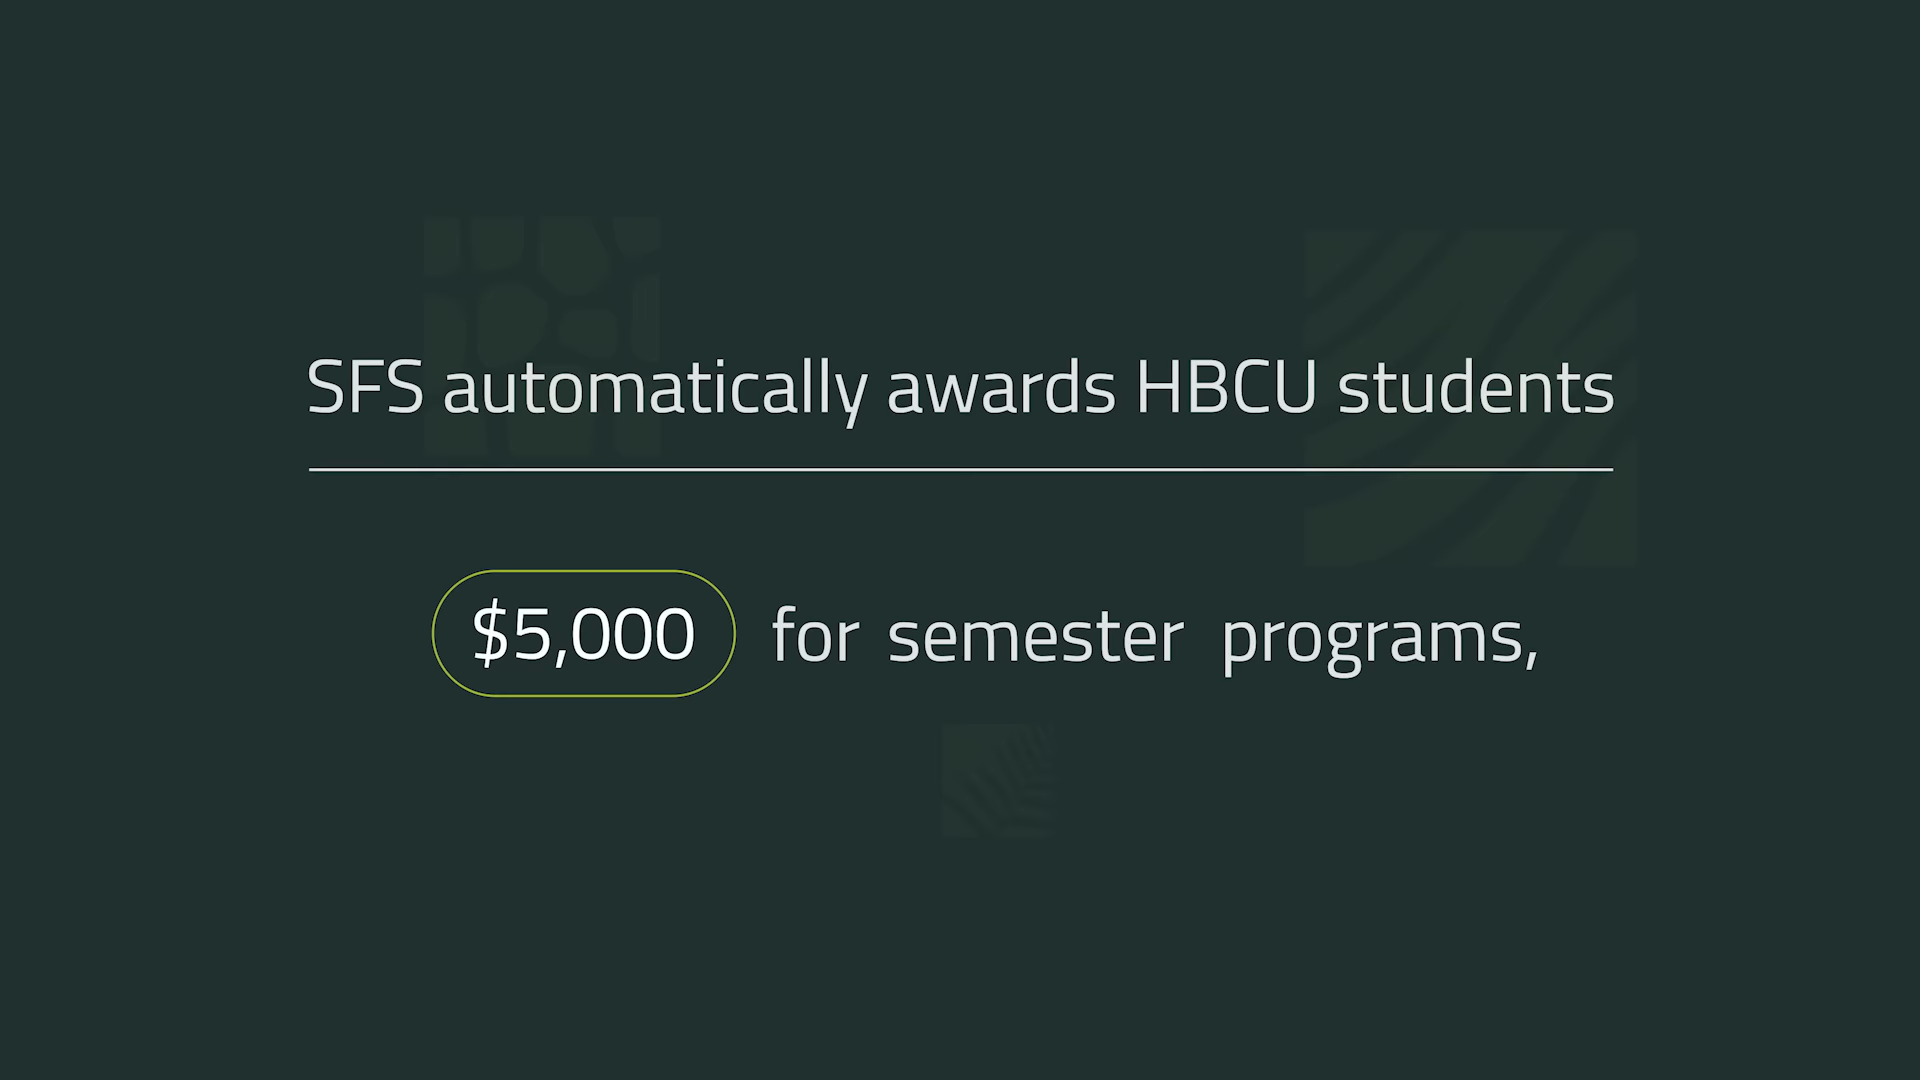 SFS automatically awards HBCU students
$5,000 for semester programs,